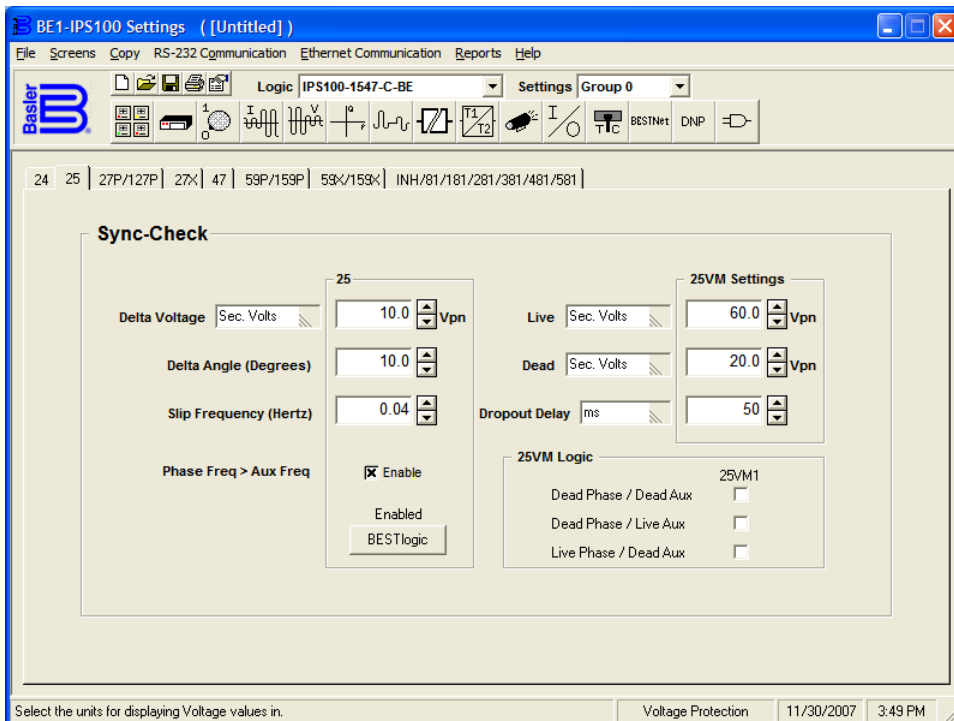 BE1-IPS100 Settings   ( [Untitled] )
File Screens Copy RS-232 Communication Ethernet Communication Reports Help
Basler
Logic IPS100-1547-C-BE Settings Group 0
1 0 I V T1 T2 I O TTC BESTNet DNP
24 25 27P/127P 27X 47 59P/159P 59X/159X INH/81/181/281/381/481/581
Sync-Check
25 25VM Settings
Delta Voltage Sec. Volts 10.0 Vpn Live Sec. Volts 60.0 Vpn
Delta Angle (Degrees) 10.0 Dead Sec. Volts 20.0 Vpn
Slip Frequency (Hertz) 0.04 Dropout Delay ms 50
Phase Freq > Aux Freq Enable
25VM Logic
25VM1
Dead Phase / Dead Aux
Enabled
Dead Phase / Live Aux
BESTlogic
Live Phase / Dead Aux
Select the units for displaying Voltage values in. Voltage Protection 11/30/2007 3:49 PM